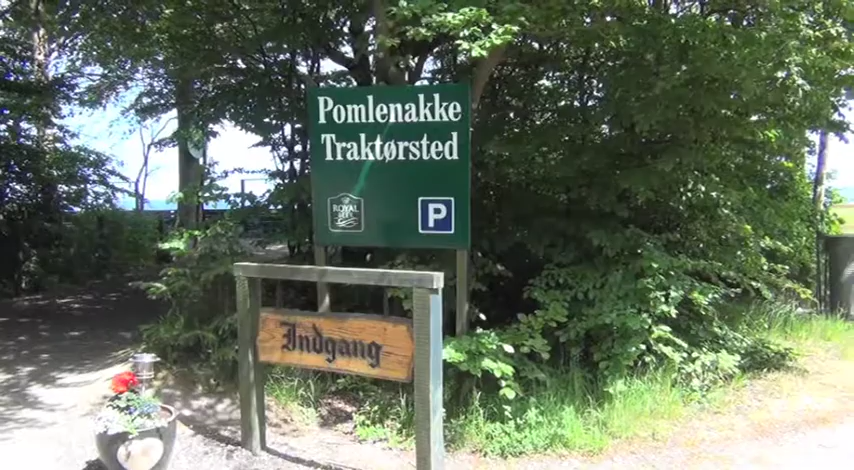 Pomlenakke
Traktørsted
ROYAL
P
Indgang